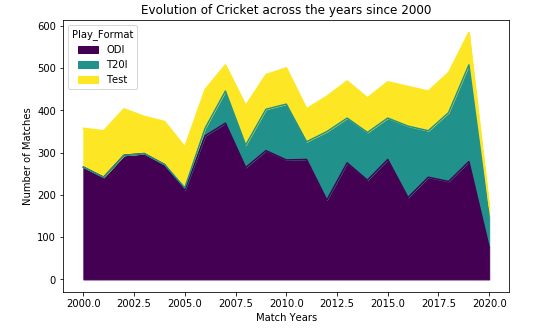 Evolution of Cricket across the years since 2000
Play_Format
ODI
T20I
Test
Number of Matches
600
500
400
300
200
100
0
2000.0 2002.5 2005.0 2007.5 2010.0 2012.5 2015.0 2017.5 2020.0
Match Years